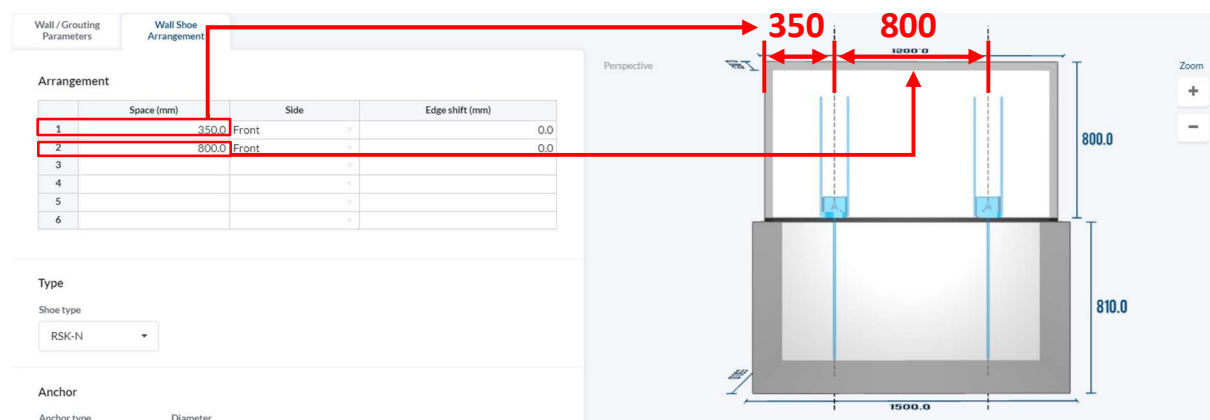 Wall / Grouting
Parameters
Wall Shoe
Arrangement
350 800
1200.0
Perspective
Zoom
+
−
Arrangement
Space (mm) Side Edge shift (mm)
1 350.0 Front 0.0
2 800.0 Front 0.0
3
4
5
6
800.0
Type
Shoe type
RSK-N
810.0
Anchor
Anchor type Diameter
1500.0